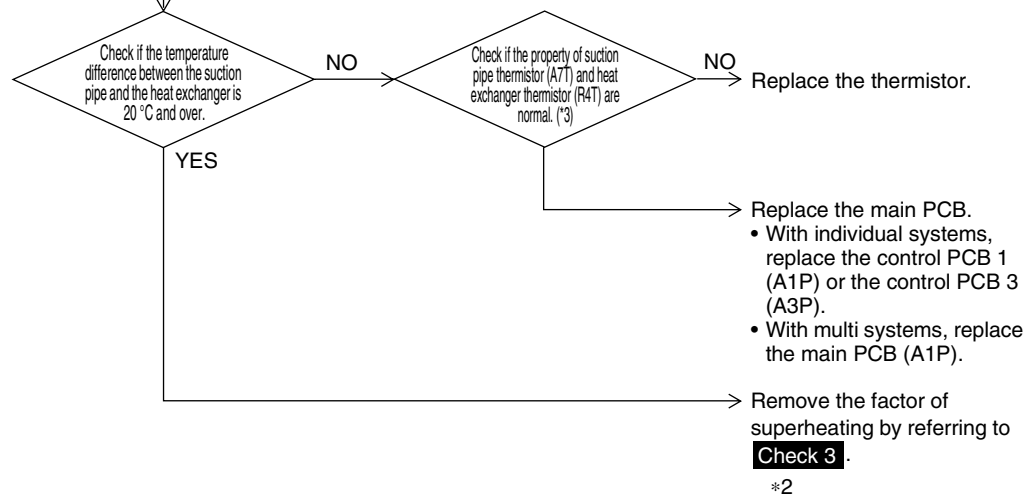 Check if the temperature
difference between the suction
pipe and the heat exchanger is
20 °C and over.
NO
Check if the property of suction
pipe thermistor (A7T) and heat
exchanger thermistor (R4T) are
normal. (*3)
NO
Replace the thermistor.
YES
Replace the main PCB.
• With individual systems,
replace the control PCB 1
(A1P) or the control PCB 3
(A3P).
• With multi systems, replace
the main PCB (A1P).
Remove the factor of
superheating by referring to
Check 3 .
*2